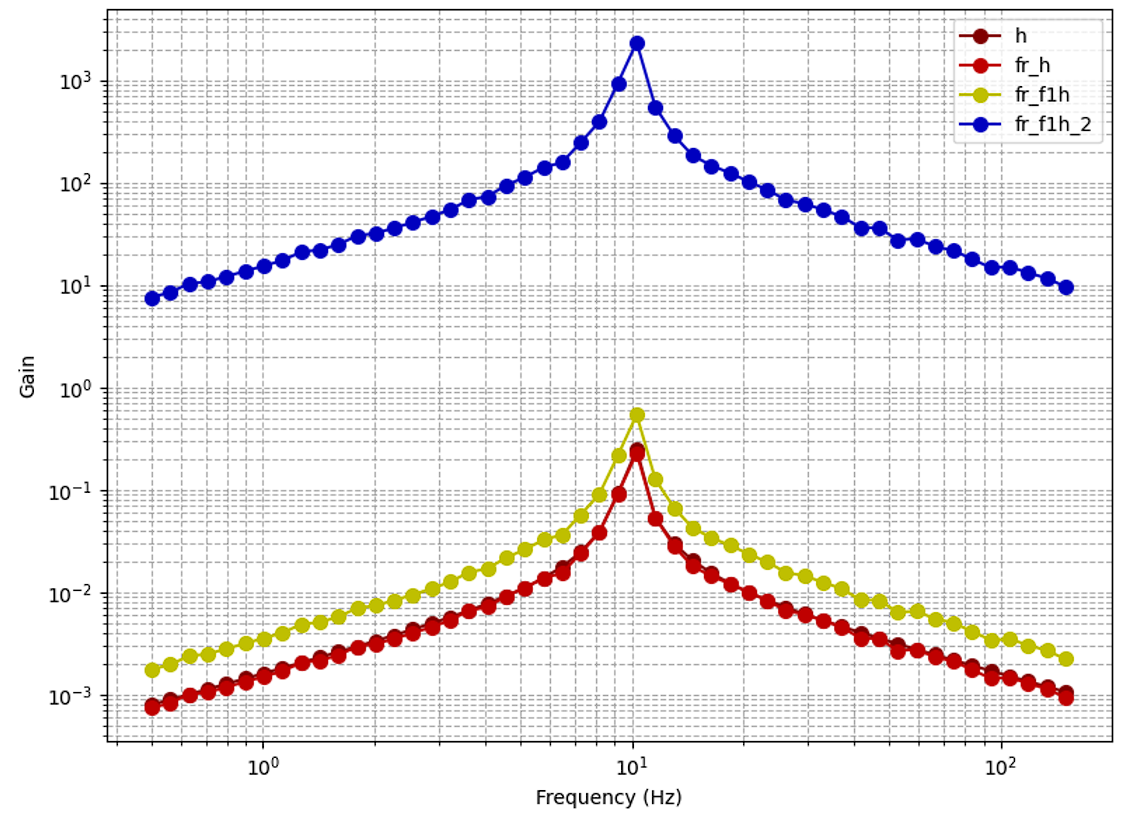 h
fr_h
fr_f1h
fr_f1h_2
Gain
10³
10²
10¹
10⁰
10⁻¹
10⁻²
10⁻³
10⁰ 10¹ 10²
Frequency (Hz)